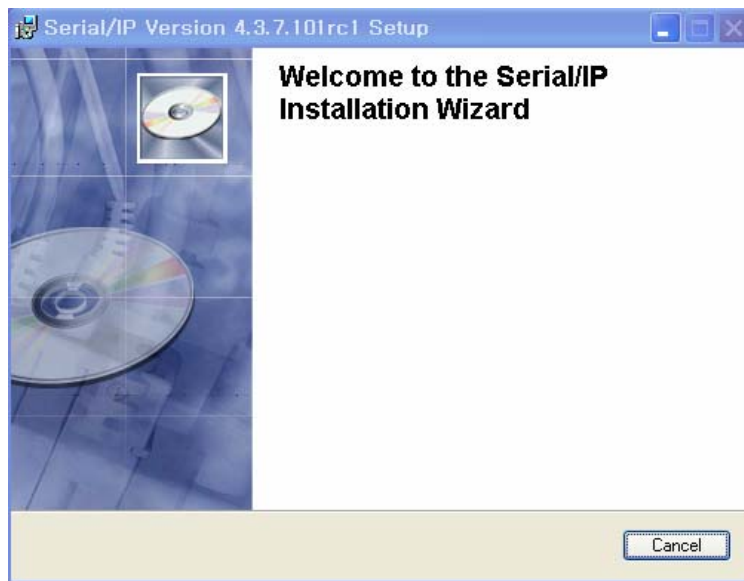 Serial/IP Version 4.3.7.101rc1 Setup
Welcome to the Serial/IP
Installation Wizard
Cancel